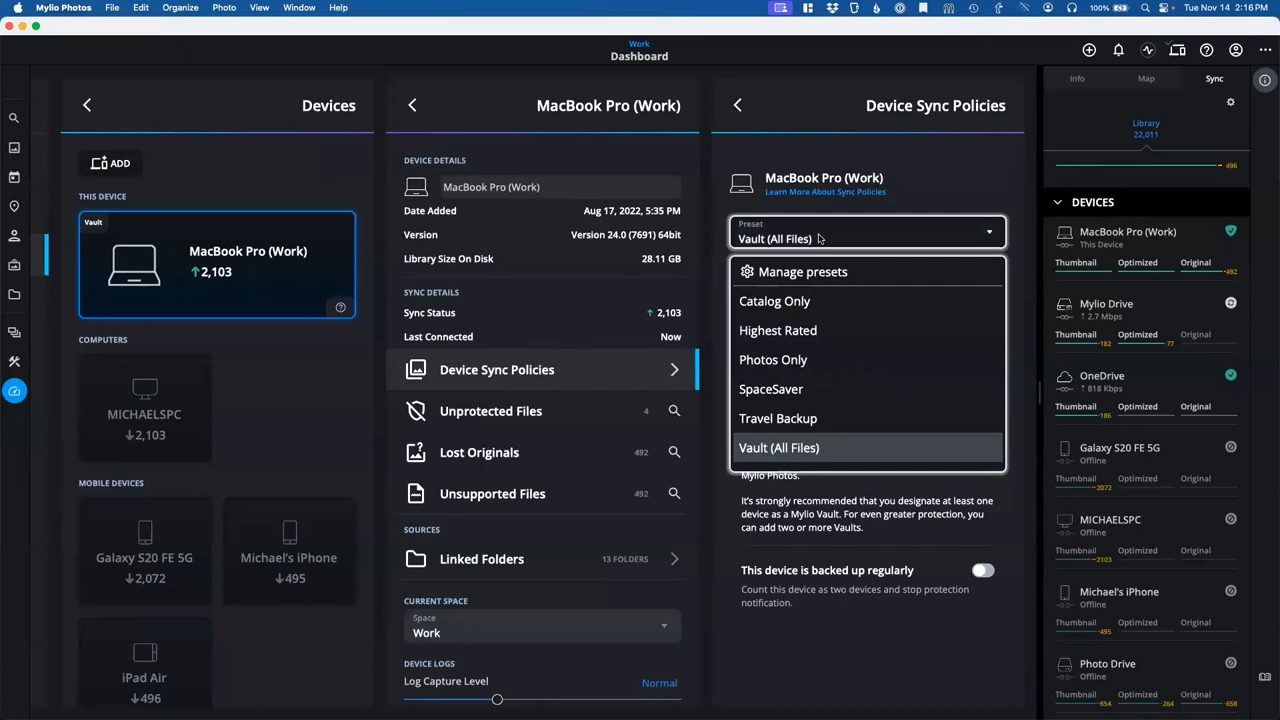 Mylio Photos File Edit Organize Photo View Window Help
100% Tue Nov 14 2:16 PM
Work
Dashboard
Devices
ADD
THIS DEVICE
Vault
MacBook Pro (Work)
↑2,103
COMPUTERS
MICHAELSPC
↓2,103
MOBILE DEVICES
Galaxy S20 FE 5G
↓2,072
Michael's iPhone
↓495
iPad Air
↓496
MacBook Pro (Work)
DEVICE DETAILS
MacBook Pro (Work)
Date Added Aug 17, 2022, 5:35 PM
Version Version 24.0 (7691) 64bit
Library Size On Disk 28.11 GB
SYNC DETAILS
Sync Status ↑ 2,103
Last Connected Now
Device Sync Policies
Unprotected Files 4
Lost Originals 492
Unsupported Files 492
SOURCES
Linked Folders 13 FOLDERS
CURRENT SPACE
Space
Work
DEVICE LOGS
Log Capture Level Normal
Device Sync Policies
MacBook Pro (Work)
Learn More About Sync Policies
Preset
Vault (All Files)
Manage presets
Catalog Only
Highest Rated
Photos Only
SpaceSaver
Travel Backup
Vault (All Files)
Mylio Photos.
It's strongly recommended that you designate at least one
device as a Mylio Vault. For even greater protection, you
can add two or more Vaults.
This device is backed up regularly
Count this device as two devices and stop protection
notification.
Info Map Sync
Library
22,011
496
DEVICES
MacBook Pro (Work)
This Device
Thumbnail Optimized Original
492
Mylio Drive
↑ 2.7 Mbps
Thumbnail Optimized Original
182 77
OneDrive
↑ 818 Kbps
Thumbnail Optimized Original
186
Galaxy S20 FE 5G
Offline
Thumbnail Optimized Original
2072
MICHAELSPC
Offline
Thumbnail Optimized Original
2103
Michael's iPhone
Offline
Thumbnail Optimized Original
495
Photo Drive
Offline
Thumbnail Optimized Original
654 264 658